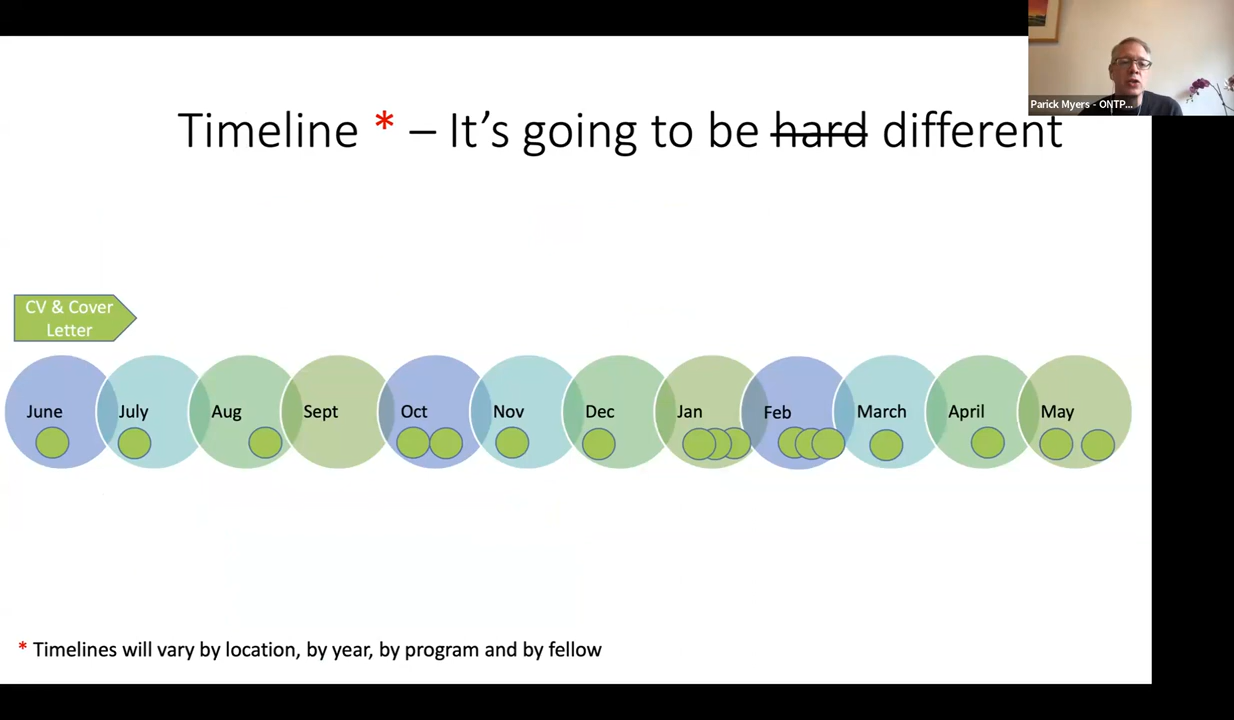 Parick Myers - ONTP...
Timeline * – It's going to be hard different
CV & Cover
Letter
June July Aug Sept Oct Nov Dec Jan Feb March April May
* Timelines will vary by location, by year, by program and by fellow